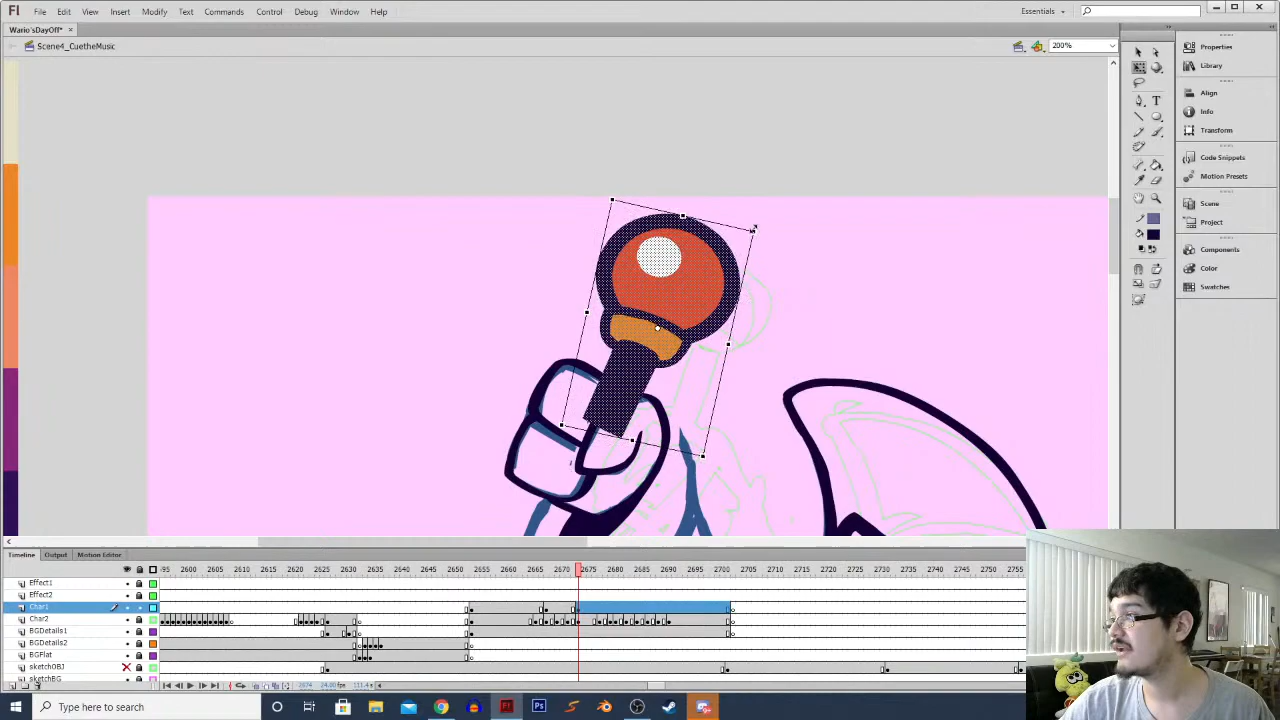 Fl File Edit View Insert Modify Text Commands Control Debug Window Help Essentials
Wario'sDayOff* ×
Scene4_CuetheMusic 200%
Properties
Library
Align
Info
Transform
Code Snippets
Motion Presets
Scene
Project
Components
Color
Swatches
Timeline Output Motion Editor
2600 2605 2610 2615 2620 2625 2630 2635 2640 2645 2650 2655 2660 2665 2670 2675 2680 2685 2690 2695 2700 2705 2710 2715 2720 2725 2730 2735 2740 2745 2750 2755
Effect1
Effect2
Char1
Char2
BGDetails1
BGDetails2
BGFlat
sketchOBJ
sketchBG
2674 24.00fps
Type here to search